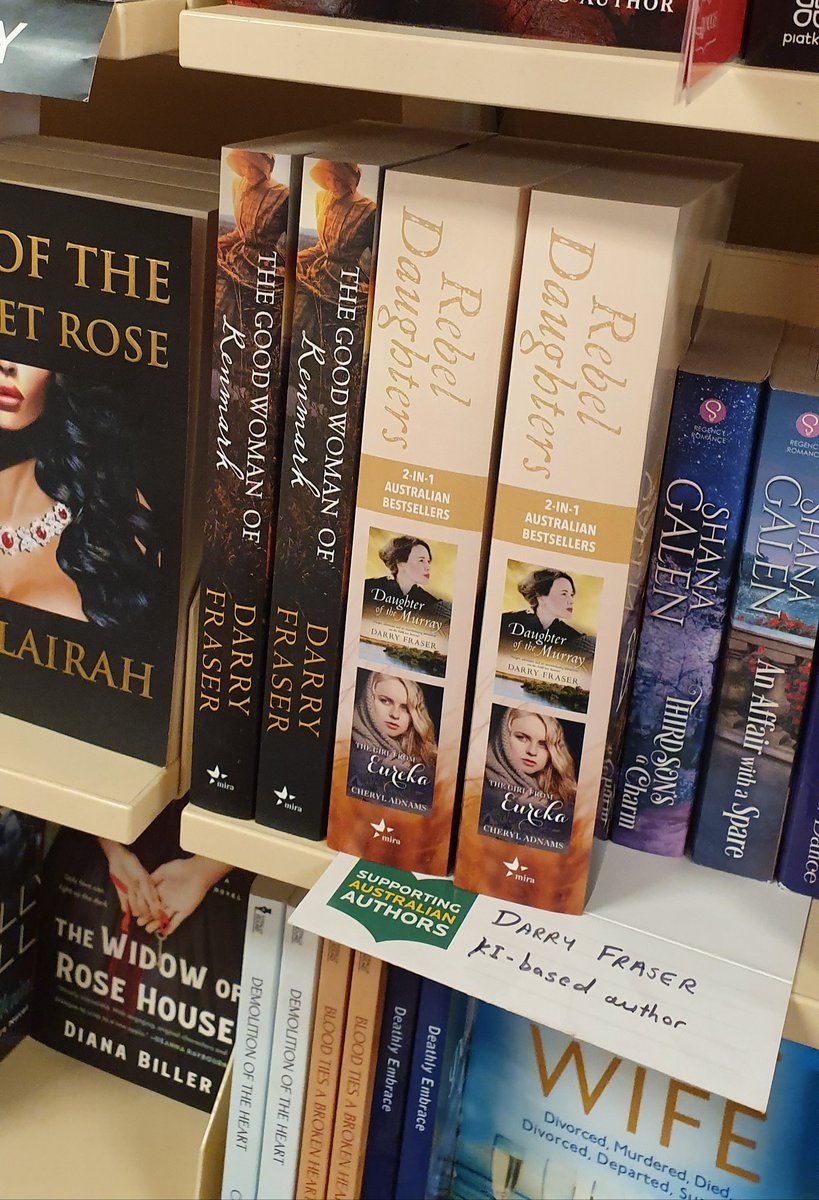 Y
AUTHOR
piatk
OF THE
ET ROSE
LAIRAH
THE GOOD WOMAN OF
Renmark
DARRY
FRASER
mira
THE GOOD WOMAN OF
Renmark
DARRY
FRASER
mira
Rebel
Daughters
2-IN-1
AUSTRALIAN
BESTSELLERS
Daughter
of the Murray
DARRY FRASER
THE GIRL FROM
Eureka
CHERYL ADNAMS
mira
Rebel
Daughters
2-IN-1
AUSTRALIAN
BESTSELLERS
Daughter
of the Murray
DARRY FRASER
THE GIRL FROM
Eureka
CHERYL ADNAMS
mira
REGENCY
ROMANCE
SHANA
GALEN
THIRD SON'S
a CHARM
REGENCY
ROMANCE
SHANA
GALEN
An AFFAIR with a Spare
SUPPORTING
AUSTRALIAN
AUTHORS
DARRY FRASER
KI-based author
A NOVEL
THE WIDOW OF
ROSE HOUSE
DIANA BILLER
DEMOLITION OF THE HEART
DEMOLITION OF THE HEART
BLOOD TIES A BROKEN HEART
BLOOD TIES A BROKEN HEART
Deathly Embrace
Deathly Embrace
WIFE
Divorced, Murdered, Died,
Divorced, Departed, Su